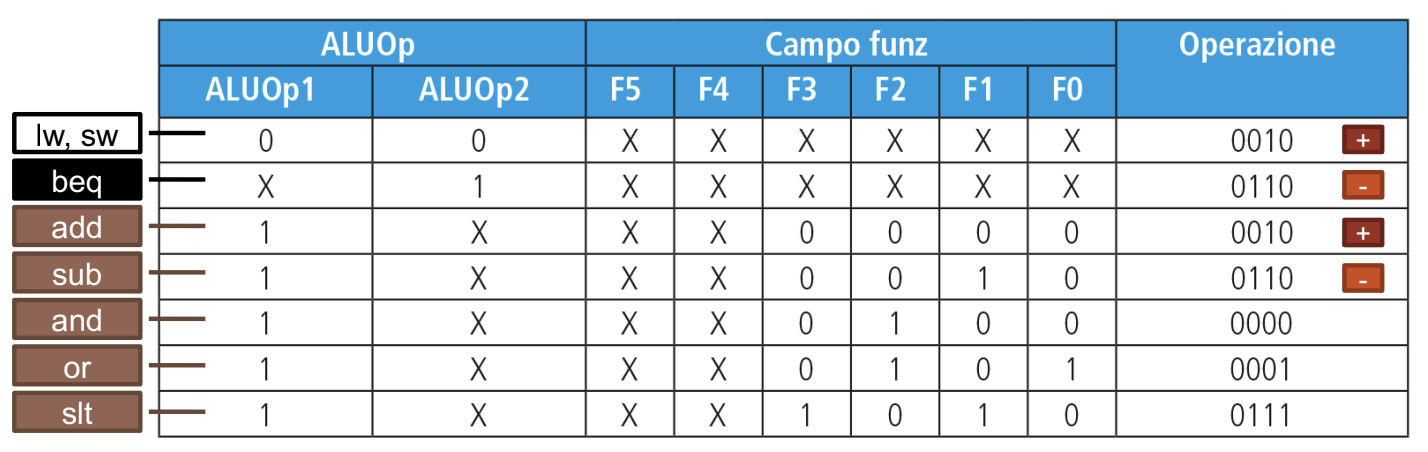 ALUOp Campo funz Operazione
ALUOp1 ALUOp2 F5 F4 F3 F2 F1 F0
lw, sw 0 0 X X X X X X 0010 +
beq X 1 X X X X X X 0110 -
add 1 X X X 0 0 0 0 0010 +
sub 1 X X X 0 0 1 0 0110 -
and 1 X X X 0 1 0 0 0000
or 1 X X X 0 1 0 1 0001
slt 1 X X X 1 0 1 0 0111